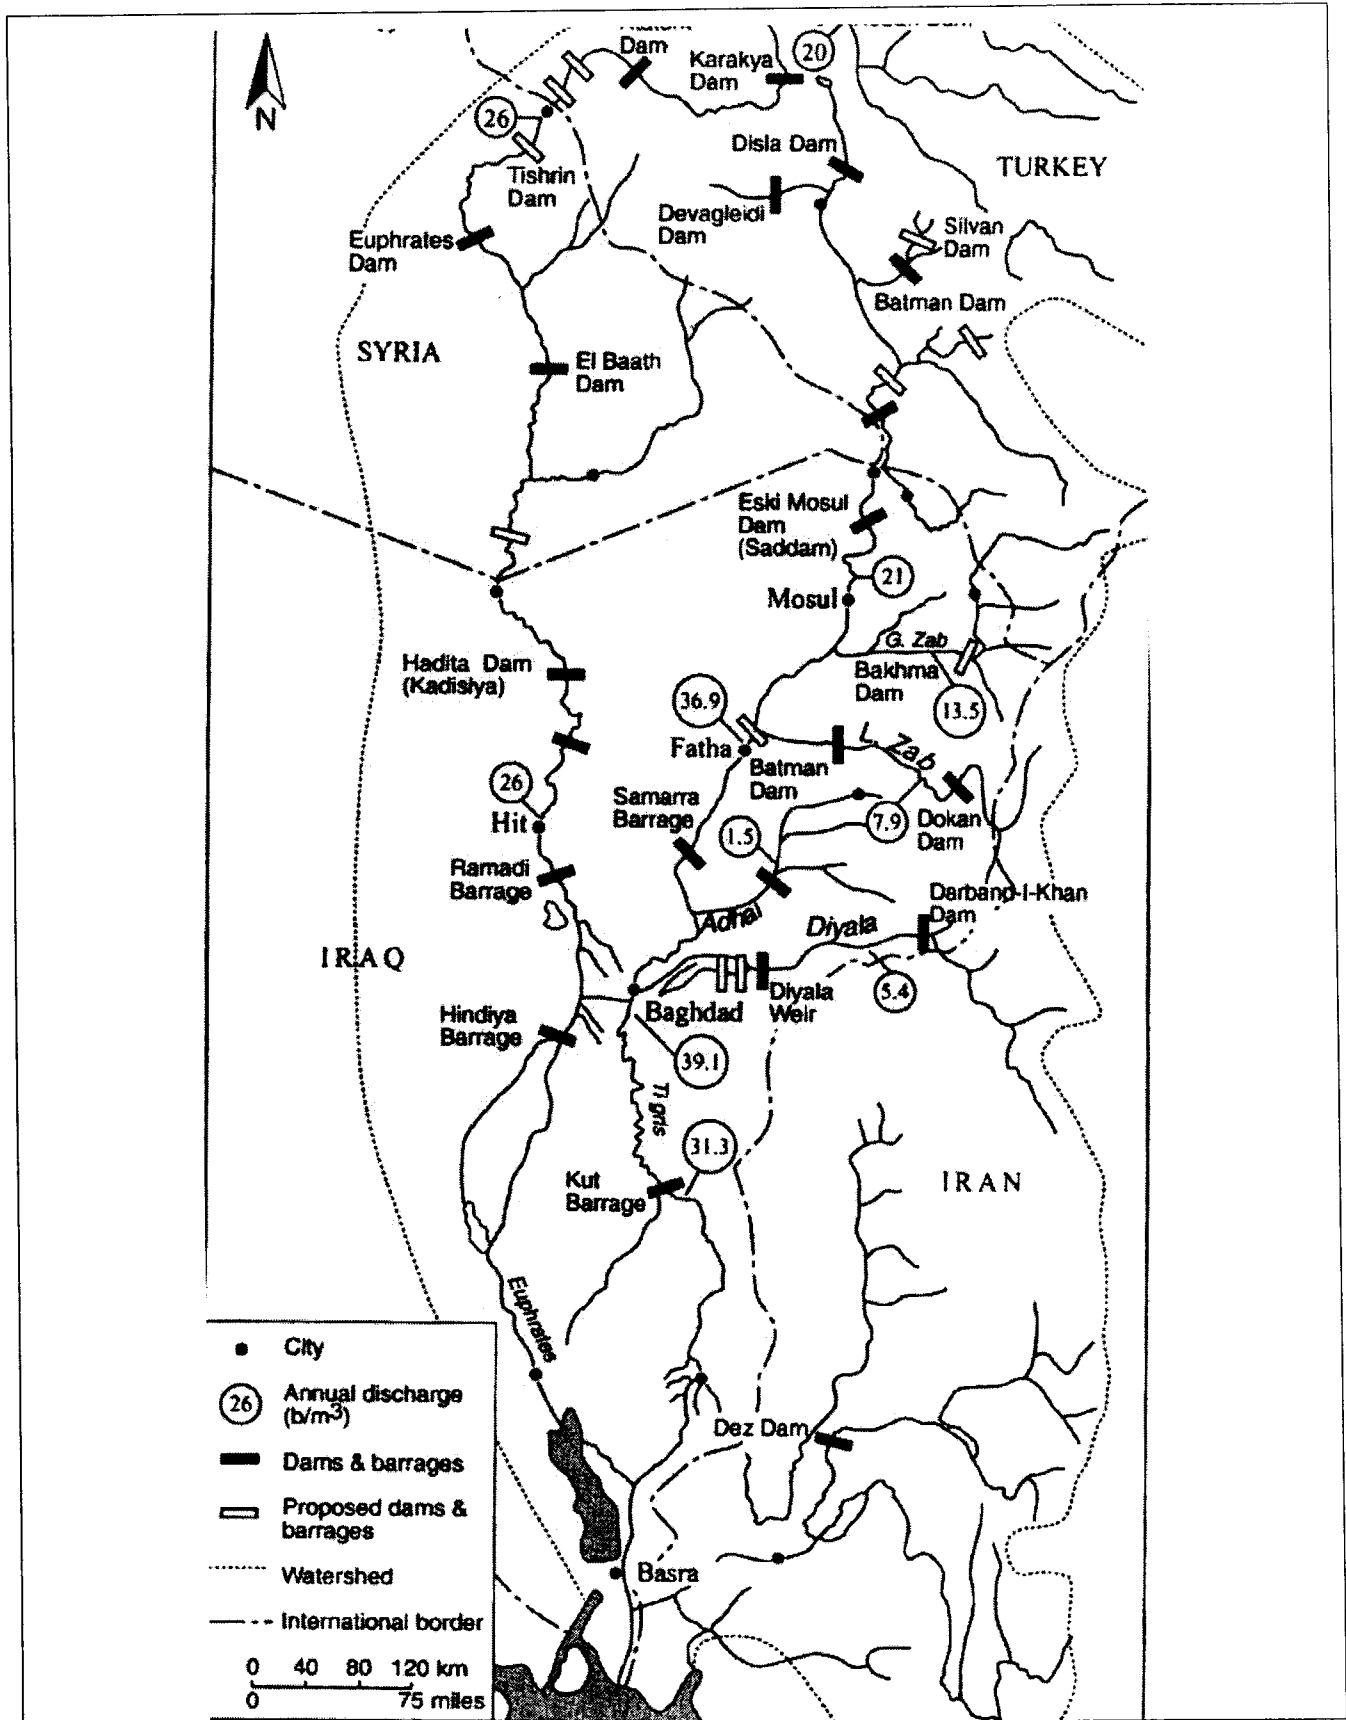 Dam
Karakya
Dam
20
N
26
Disla Dam
TURKEY
Tishrin
Dam
Devagleidi
Dam
Silvan
Dam
Euphrates
Dam
Batman Dam
SYRIA
El Baath
Dam
Eski Mosul
Dam
(Saddam)
21
Mosul
G. Zab
Hadita Dam
(Kadisiya)
Bakhma
Dam
13.5
36.9
Fatha
L. Zab
Batman
Dam
26
Hit
Samarra
Barrage
1.5
7.9
Dokan
Dam
Ramadi
Barrage
Darband-I-Khan
Dam
Adhai
Diyala
IRAQ
5.4
Diyala
Weir
Baghdad
Hindiya
Barrage
39.1
Tigris
31.3
Kut
Barrage
IRAN
Euphrates
Dez Dam
Basra
City
26
Annual discharge
(b/m³)
Dams & barrages
Proposed dams &
barrages
Watershed
International border
0 40 80 120 km
0 75 miles